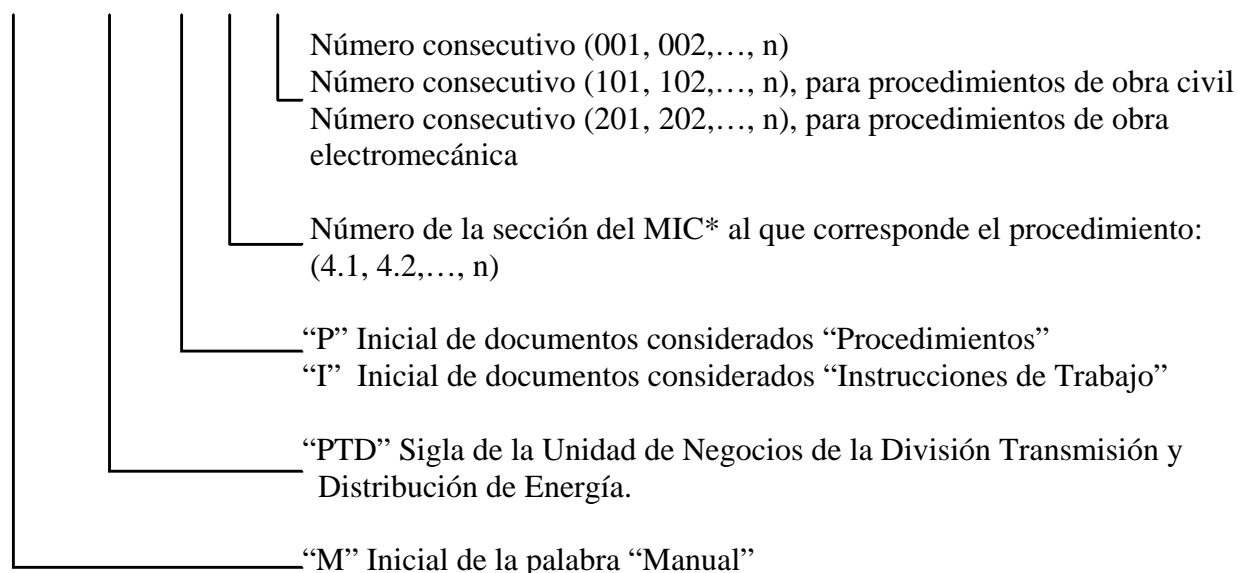 Número consecutivo (001, 002,…, n)
Número consecutivo (101, 102,…, n), para procedimientos de obra civil
Número consecutivo (201, 202,…, n), para procedimientos de obra
electromecánica
Número de la sección del MIC* al que corresponde el procedimiento:
(4.1, 4.2,…, n)
“P” Inicial de documentos considerados “Procedimientos”
“I” Inicial de documentos considerados “Instrucciones de Trabajo”
“PTD” Sigla de la Unidad de Negocios de la División Transmisión y
Distribución de Energía.
“M” Inicial de la palabra “Manual”